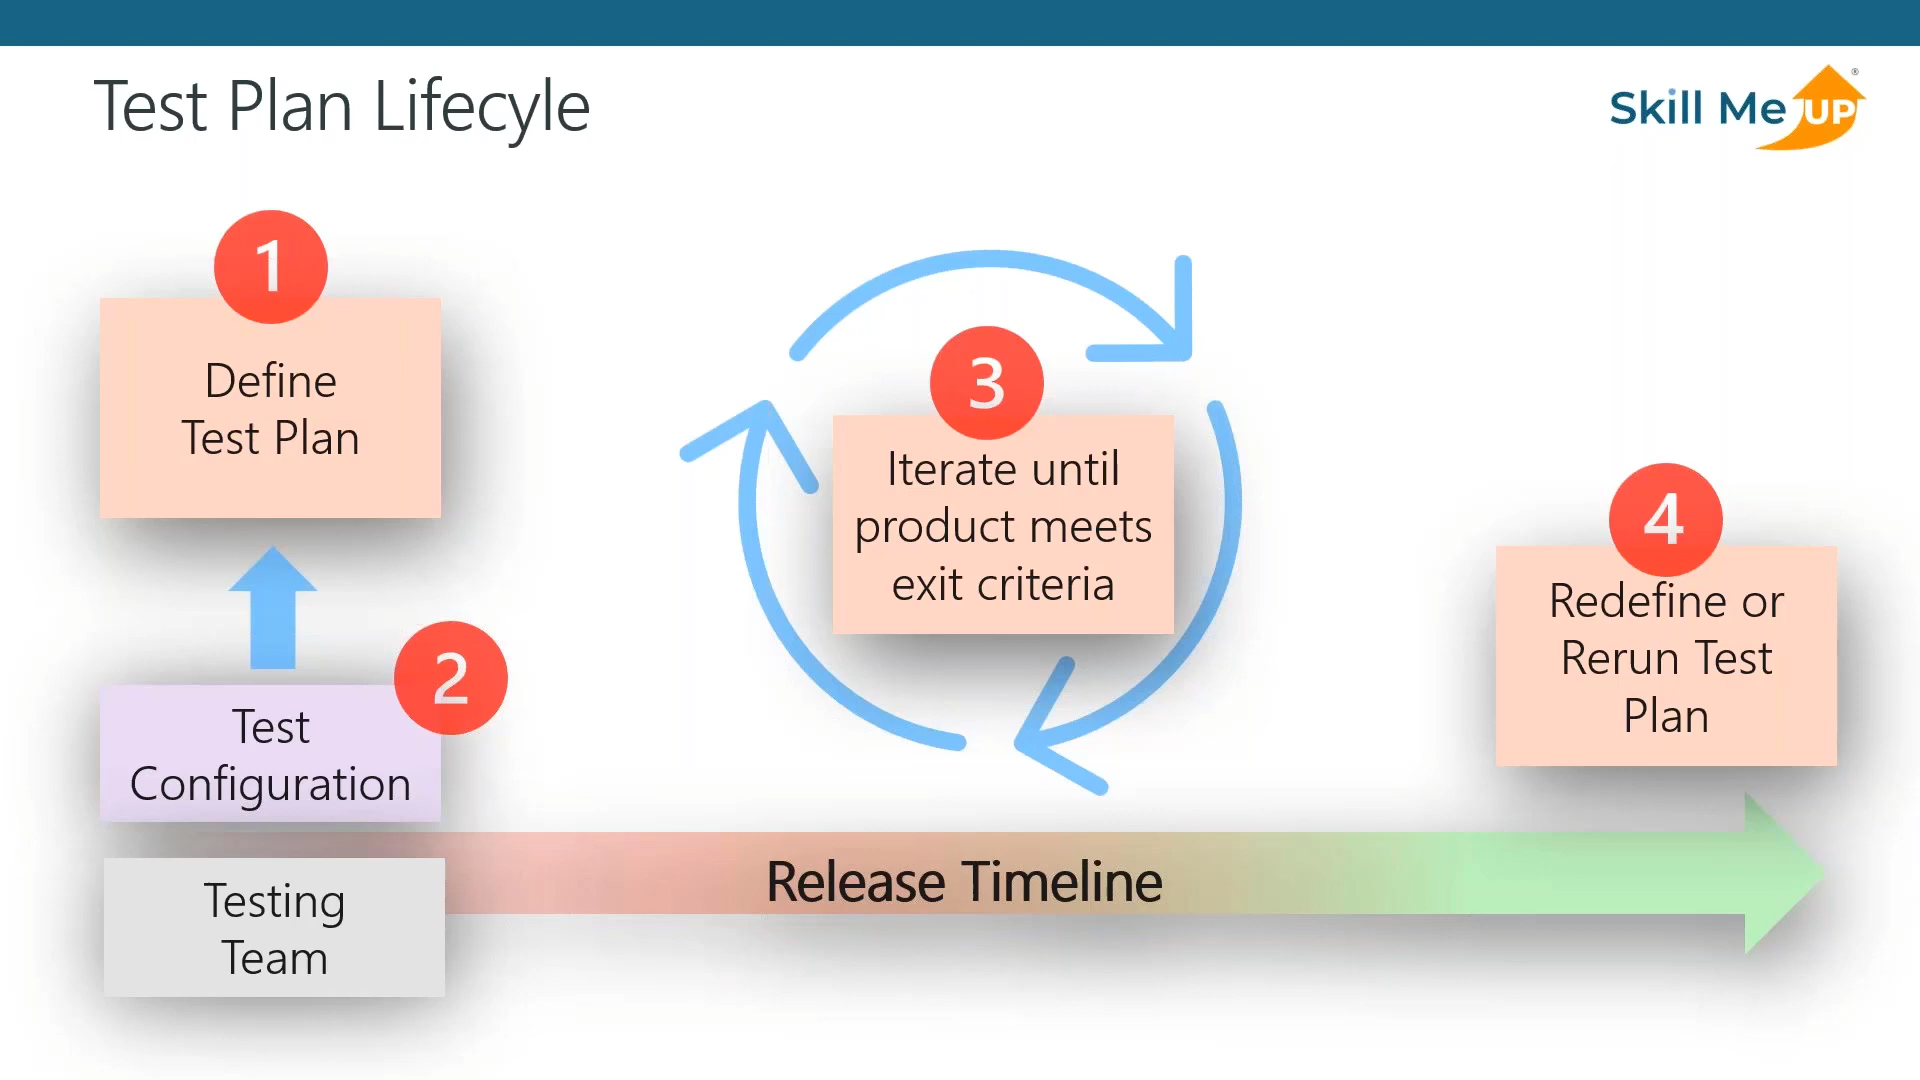 Test Plan Lifecyle
Skill Me UP®
1
Define
Test Plan
2
Test
Configuration
Testing
Team
3
Iterate until
product meets
exit criteria
4
Redefine or
Rerun Test
Plan
Release Timeline